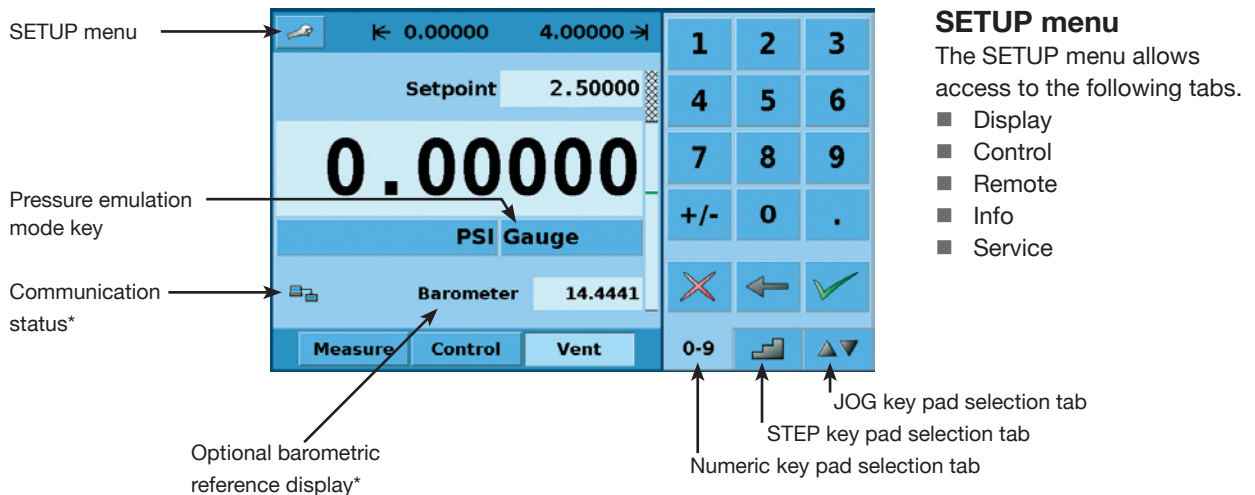 SETUP menu
Pressure emulation
mode key
Communication
status*
0.00000 4.00000
Setpoint 2.50000
0.00000
PSI Gauge
Barometer 14.4441
Measure Control Vent
1 2 3
4 5 6
7 8 9
+/- 0 .
0-9
JOG key pad selection tab
STEP key pad selection tab
Numeric key pad selection tab
Optional barometric
reference display*
SETUP menu
The SETUP menu allows
access to the following tabs.
■ Display
■ Control
■ Remote
■ Info
■ Service